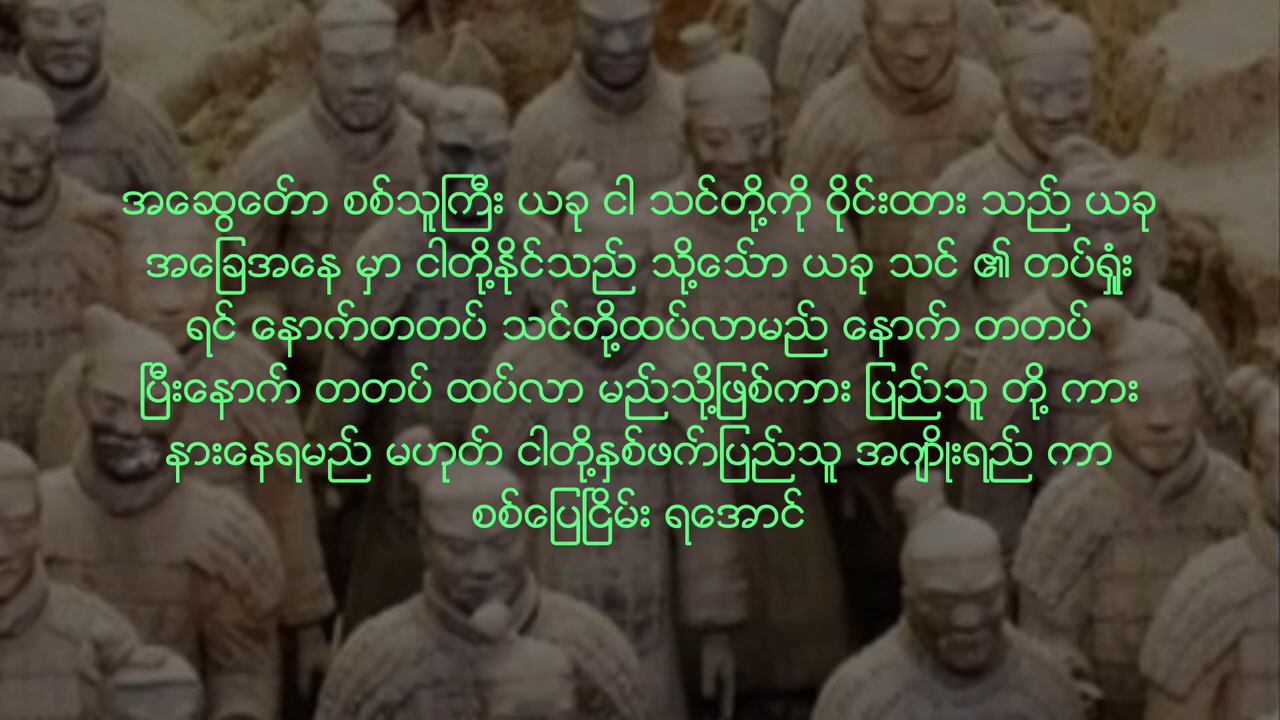 အဆွေတော် စစ်သူကြီး ယခု ငါ သင်တို့ကို ဝိုင်းထား သည် ယခု
အခြေအနေ မှာ ငါတို့နိုင်သည် သို့သော် ယခု သင် ၏ တပ်ရှုံး
ရင် နောက်တတပ် သင်တို့ထပ်လာမည် နောက် တတပ်
ပြီးနောက် တတပ် ထပ်လာ မည်သို့ဖြစ်ကား ပြည်သူ တို့ ကား
နားနေရမည် မဟုတ် ငါတို့နှစ်ဖက်ပြည်သူ အကျိုးရည် ကာ
စစ်ပြေငြိမ်း ရအောင်